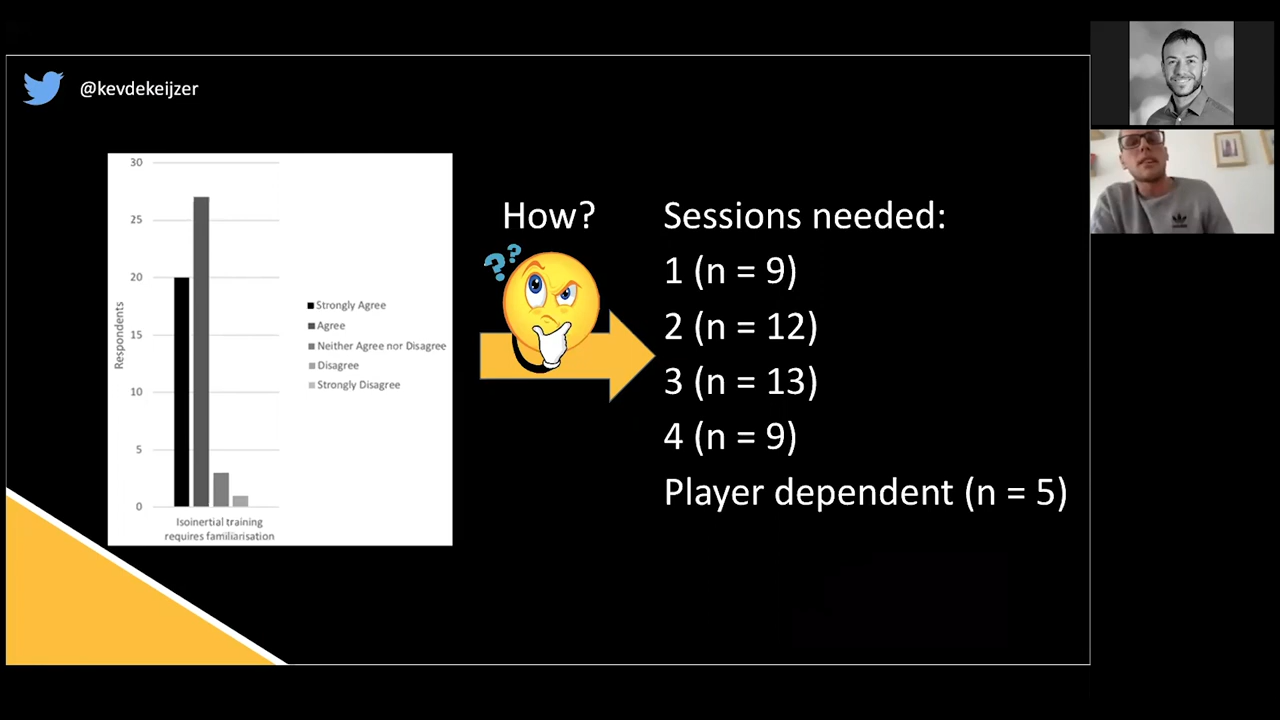 @kevdekeijzer
30
25
20
15
10
5
0
Respondents
Strongly Agree
Agree
Neither Agree nor Disagree
Disagree
Strongly Disagree
Isoinertial training
requires familiarisation
How?
??
Sessions needed:
1 (n = 9)
2 (n = 12)
3 (n = 13)
4 (n = 9)
Player dependent (n = 5)